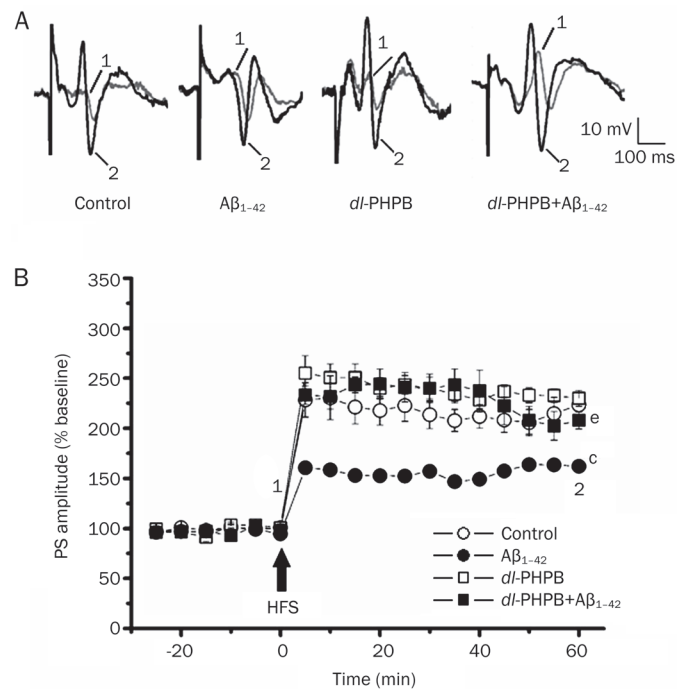 A
1
2
Control
1
2
Aβ1–42
1
2
dl-PHPB
1
2
dl-PHPB+Aβ1–42
10 mV
100 ms
B
PS amplitude (% baseline)
350
300
250
200
150
100
50
0
-20
0
20
40
60
Time (min)
1
HFS
e
c
2
Control
Aβ1–42
dl-PHPB
dl-PHPB+Aβ1–42